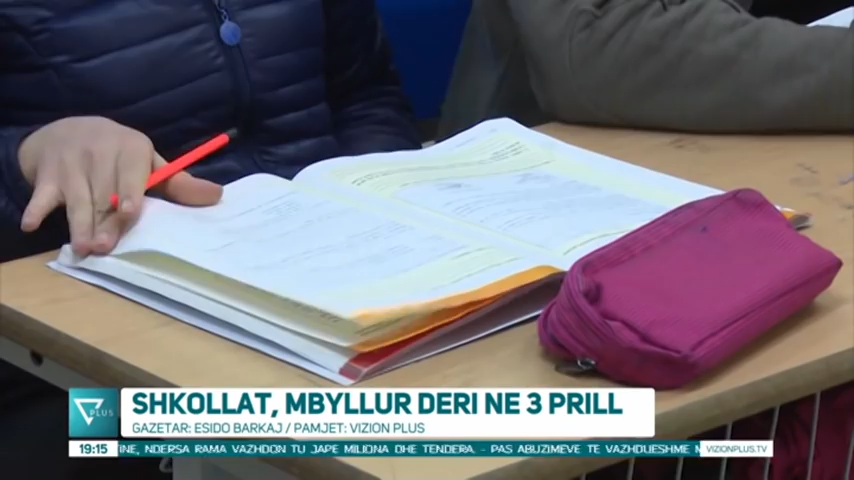 SHKOLLAT, MBYLLUR DERI NE 3 PRILL
PLUS
GAZETAR: ESIDO BARKAJ / PAMJET: VIZION PLUS
19:15 INE, NDERSA RAMA VAZHDON TU JAPE MILIONA DHE TENDERA. - PAS ABUZIMEVE TE VAZHDUESHME M VIZIONPLUS.TV